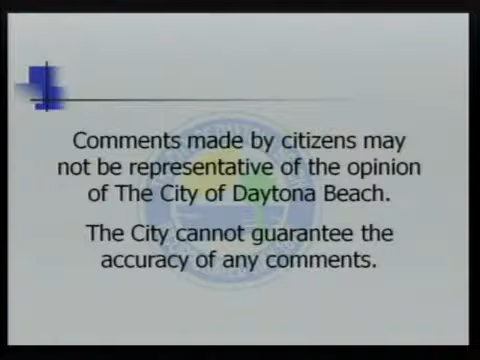 Comments made by citizens may
not be representative of the opinion
of The City of Daytona Beach.
The City cannot guarantee the
accuracy of any comments.